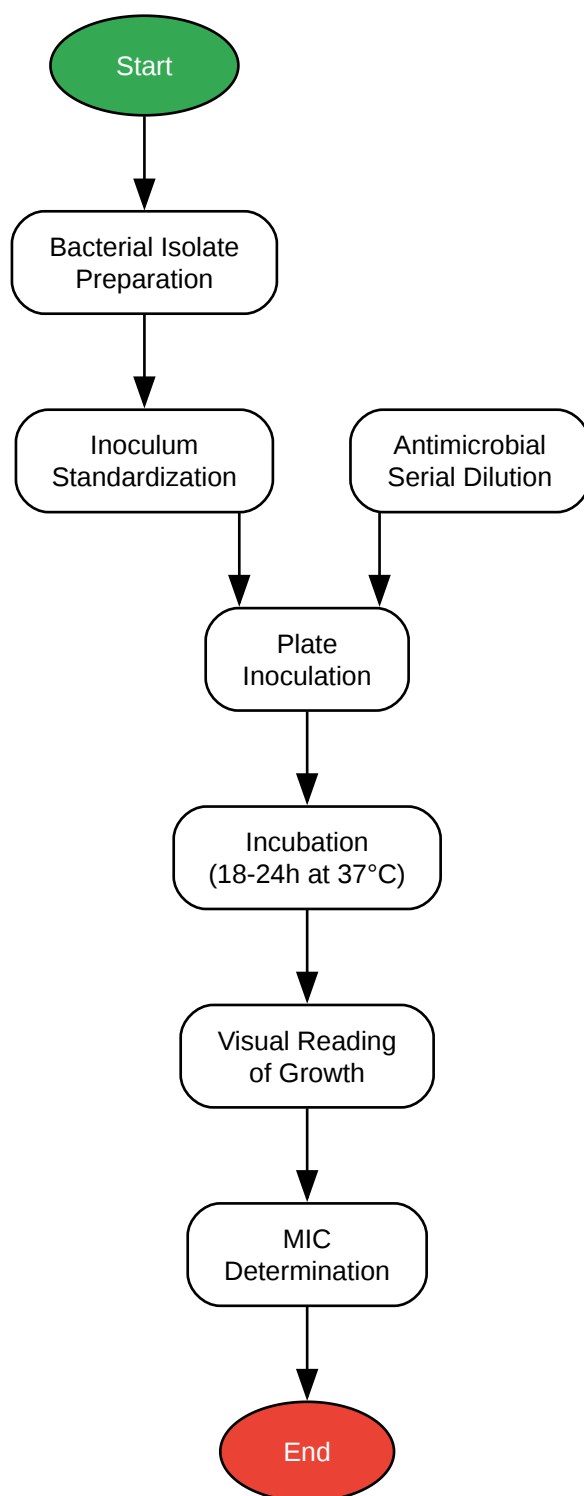 Start
Bacterial Isolate
Preparation
Inoculum
Standardization
Antimicrobial
Serial Dilution
Plate
Inoculation
Incubation
(18-24h at 37°C)
Visual Reading
of Growth
MIC
Determination
End